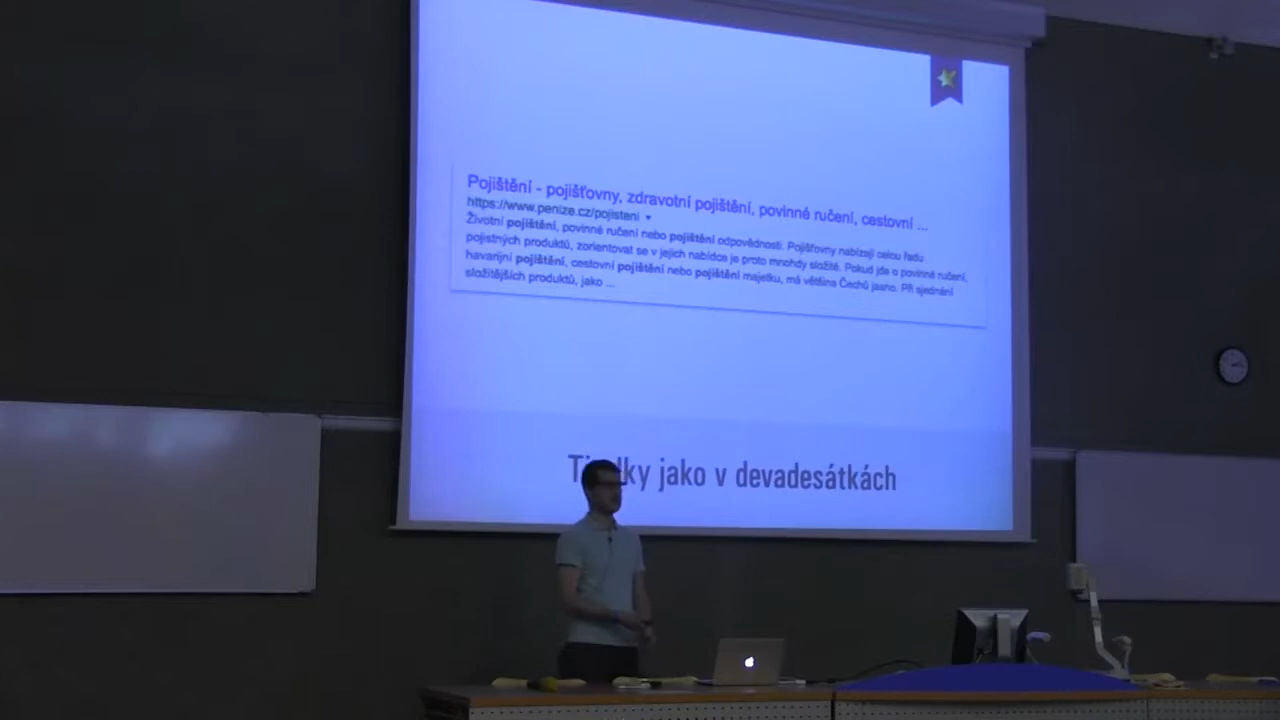 Pojištění - pojišťovny, zdravotní pojištění, povinné ručení, cestovní ...
https://www.penize.cz/pojisteni
Životní pojištění, povinné ručení nebo pojištění odpovědnosti. Pojišťovny nabízejí celou řadu
pojistných produktů, zorientovat se v jejich nabídce je proto mnohdy složité. Pokud jde o povinné ručení,
havarijní pojištění, cestovní pojištění nebo pojištění majetku, má většina Čechů jasno. Při sjednání
složitějších produktů, jako ...
jako v devadesátkách